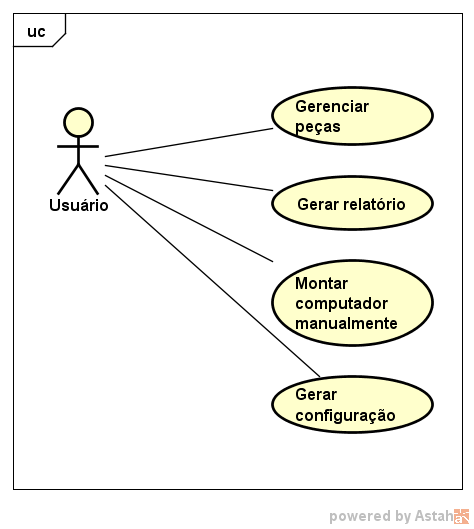 uc
Gerenciar
peças
Usuário
Gerar relatório
Montar
computador
manualmente
Gerar
configuração
powered by Astah